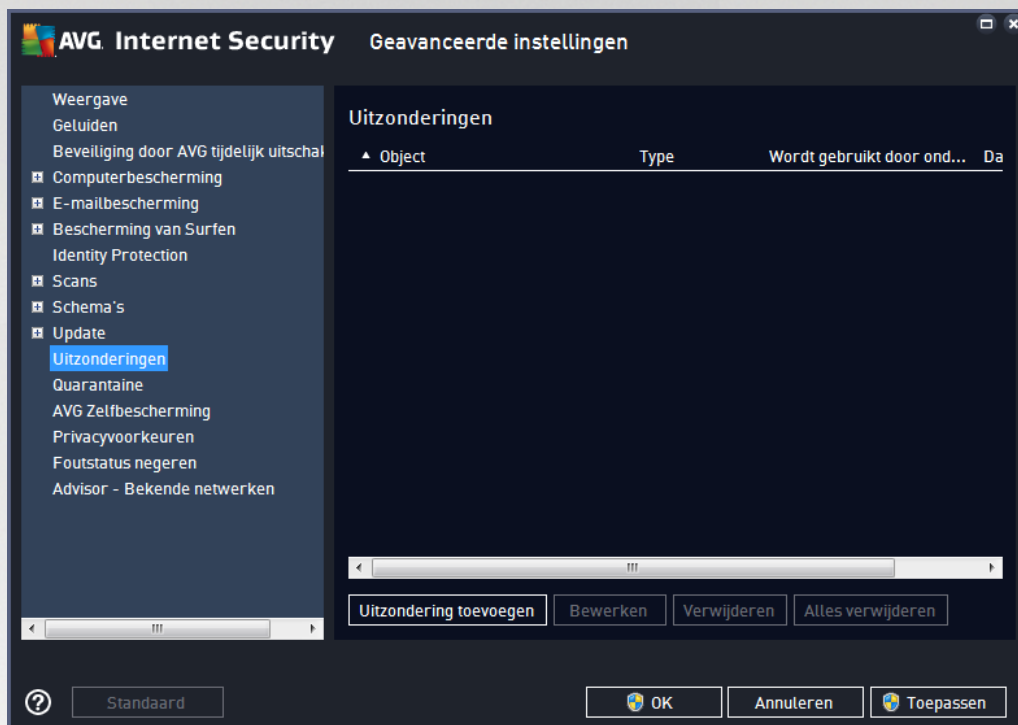 AVG. Internet Security Geavanceerde instellingen
Weergave
Geluiden
Beveiliging door AVG tijdelijk uitschal
Computerbescherming
E-mailbescherming
Bescherming van Surfen
Identity Protection
Scans
Schema's
Update
Uitzonderingen
Quarantaine
AVG Zelfbescherming
Privacyvoorkeuren
Foutstatus negeren
Advisor - Bekende netwerken
Uitzonderingen
Object Type Wordt gebruikt door ond... Da
Uitzondering toevoegen Bewerken Verwijderen Alles verwijderen
Standaard OK Annuleren Toepassen